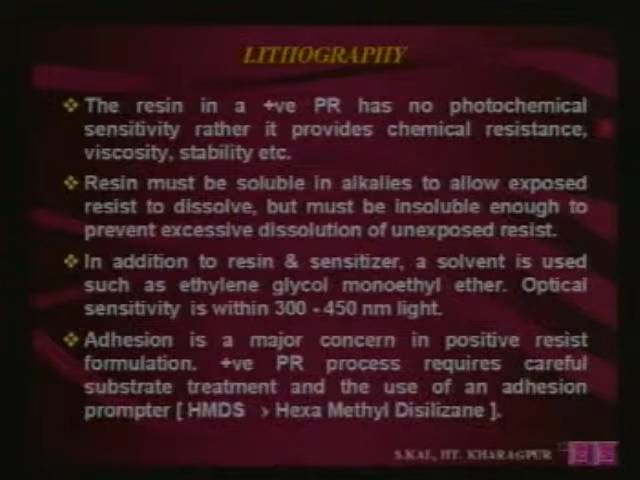 LITHOGRAPHY
❖ The resin in a +ve PR has no photochemical
sensitivity rather it provides chemical resistance,
viscosity, stability etc.
❖ Resin must be soluble in alkalies to allow exposed
resist to dissolve, but must be insoluble enough to
prevent excessive dissolution of unexposed resist.
❖ In addition to resin & sensitizer, a solvent is used
such as ethylene glycol monoethyl ether. Optical
sensitivity is within 300 - 450 nm light.
❖ Adhesion is a major concern in positive resist
formulation. +ve PR process requires careful
substrate treatment and the use of an adhesion
prompter [ HMDS > Hexa Methyl Disilizane ].
S.KAL, IIT. KHARAGPUR